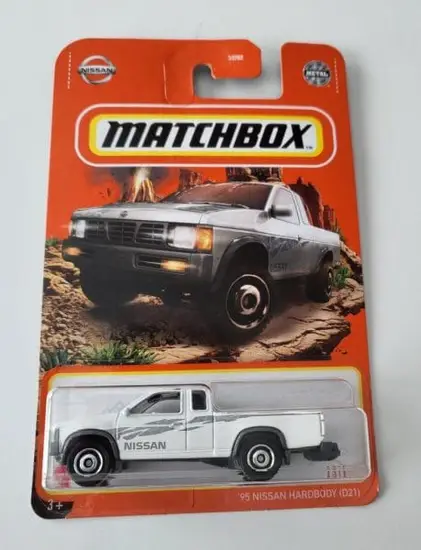 NISSAN
METAL
MATCHBOX
NISSAN
'95 NISSAN HARDBODY (D21)
3+